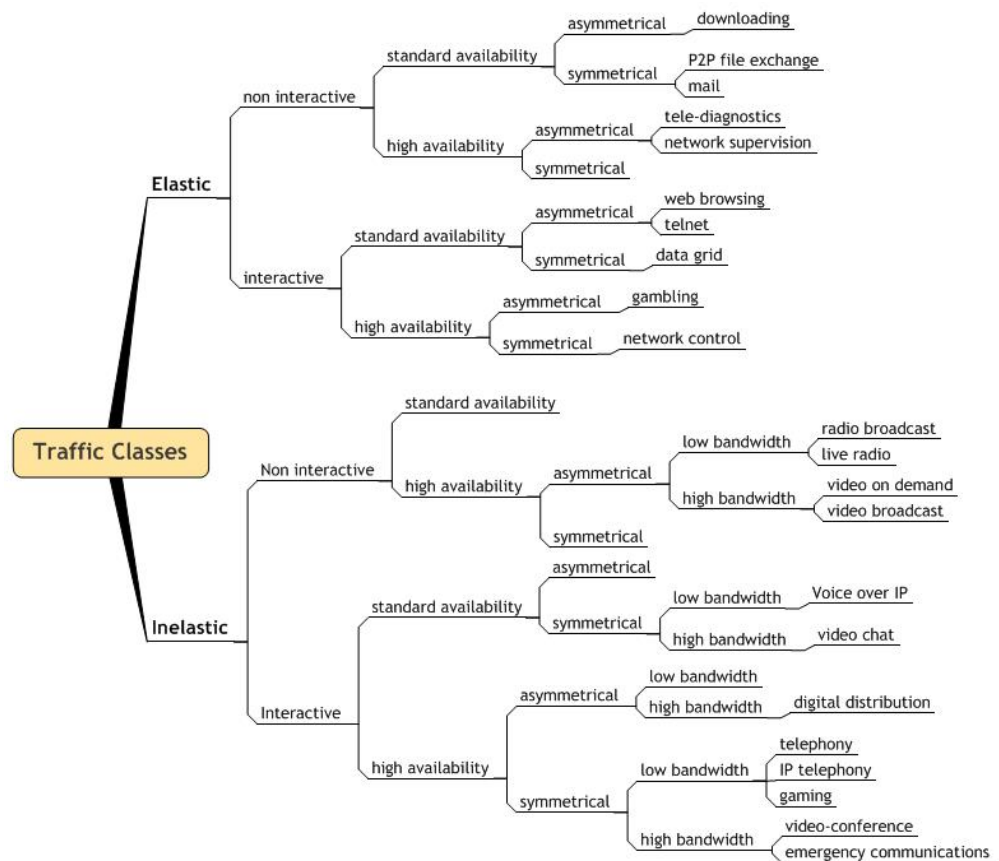 Traffic Classes
Elastic
non interactive
standard availability
asymmetrical
downloading
symmetrical
P2P file exchange
mail
high availability
asymmetrical
tele-diagnostics
network supervision
symmetrical
interactive
standard availability
asymmetrical
web browsing
telnet
symmetrical
data grid
high availability
asymmetrical
gambling
symmetrical
network control
Inelastic
Non interactive
standard availability
high availability
asymmetrical
low bandwidth
radio broadcast
live radio
high bandwidth
video on demand
video broadcast
symmetrical
Interactive
standard availability
asymmetrical
symmetrical
low bandwidth
Voice over IP
high bandwidth
video chat
high availability
asymmetrical
low bandwidth
high bandwidth
digital distribution
symmetrical
low bandwidth
telephony
IP telephony
gaming
high bandwidth
video-conference
emergency communications